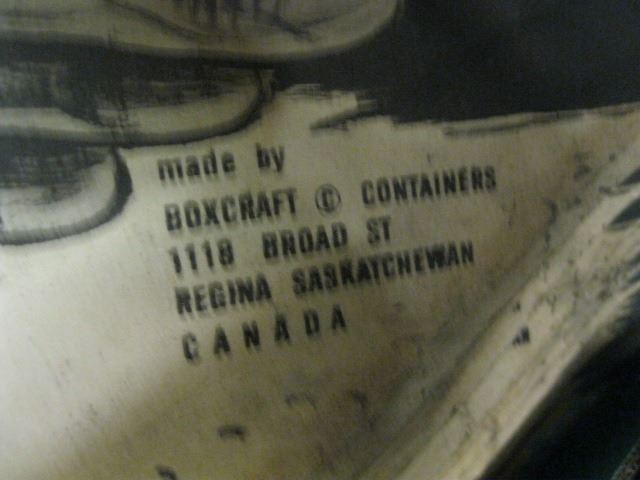 made by
BOXCRAFT © CONTAINERS
1118 BROAD ST
REGINA SASKATCHEWAN
CANADA